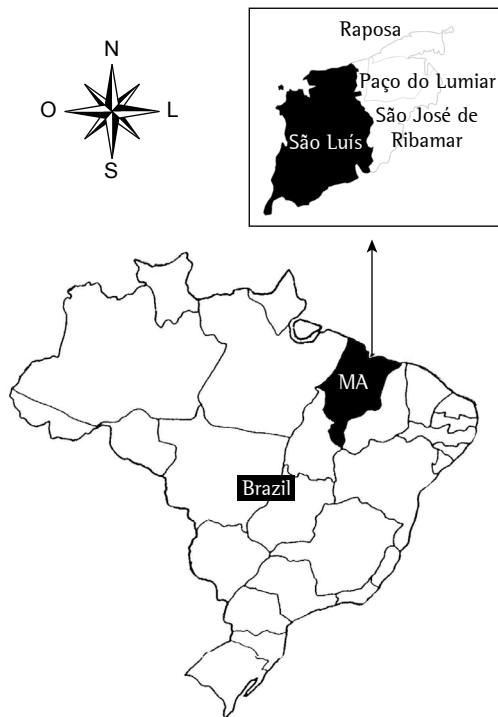 N
O
L
S
Raposa
Paço do Lumiar
São Luís
São José de
Ribamar
MA
Brazil